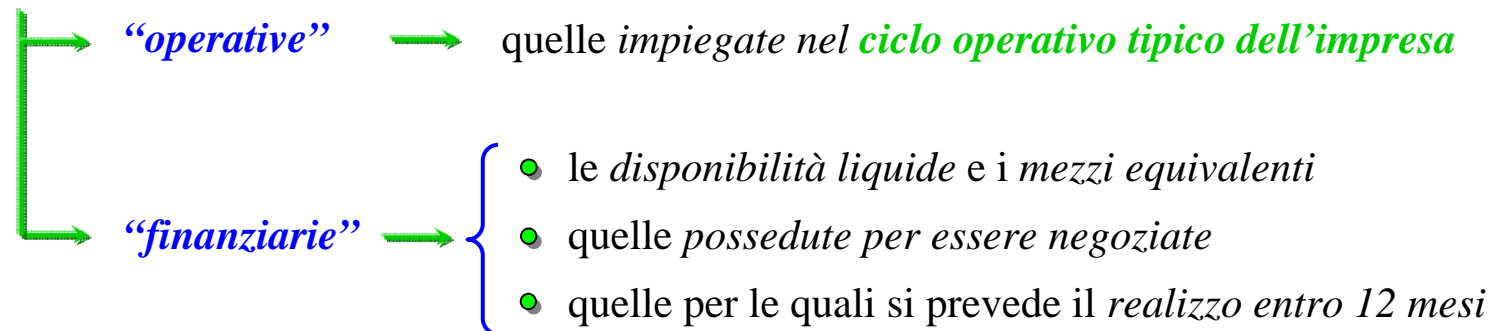 “operative” quelle impiegate nel ciclo operativo tipico dell’impresa
le disponibilità liquide e i mezzi equivalenti
“finanziarie” quelle possedute per essere negoziate
quelle per le quali si prevede il realizzo entro 12 mesi